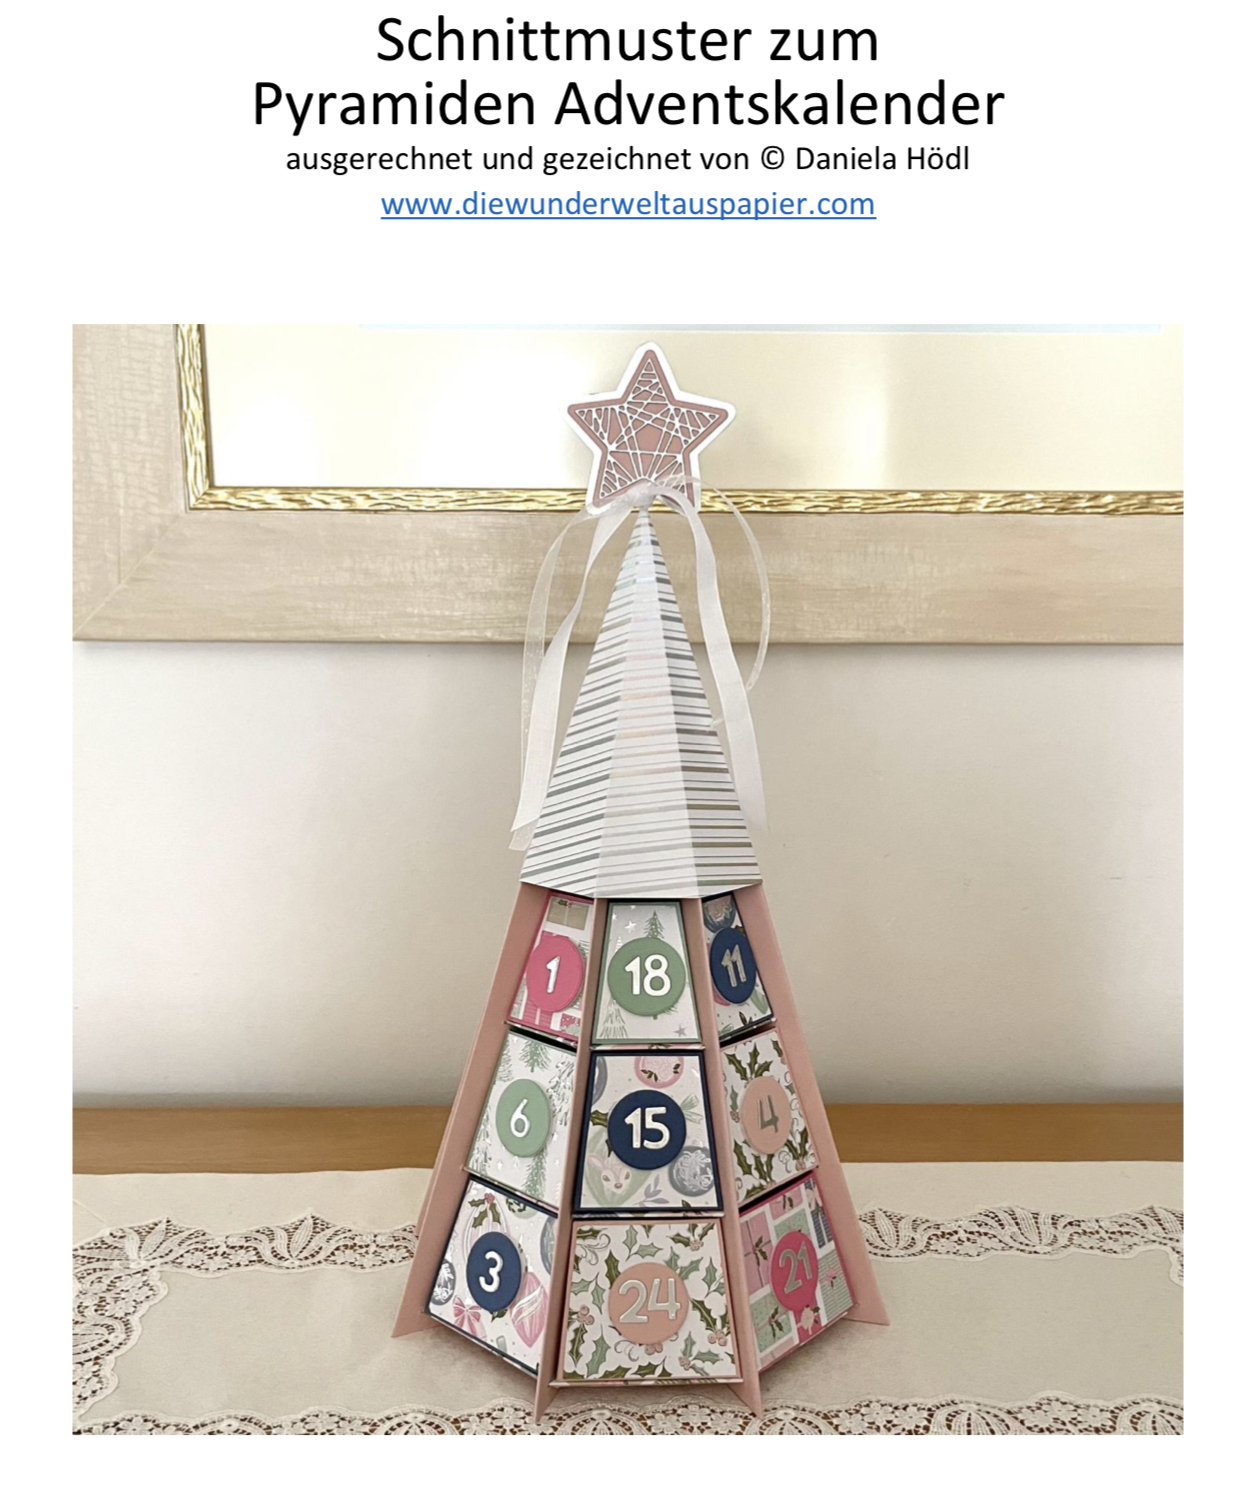 Schnittmuster zum
Pyramiden Adventskalender
ausgerechnet und gezeichnet von © Daniela Hödl
www.diewunderweltauspapier.com
1
18
11
6
15
4
3
24
21